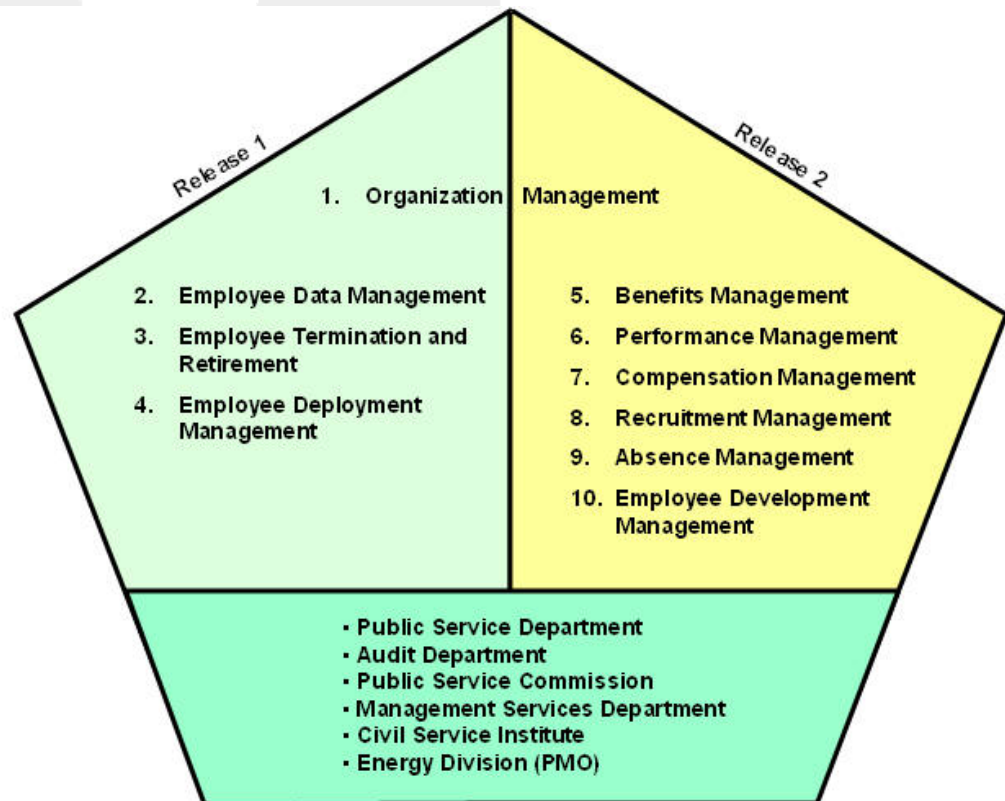 Release 1
Release 2
1. Organization Management
2. Employee Data Management
3. Employee Termination and
Retirement
4. Employee Deployment
Management
5. Benefits Management
6. Performance Management
7. Compensation Management
8. Recruitment Management
9. Absence Management
10. Employee Development
Management
▪ Public Service Department
▪ Audit Department
▪ Public Service Commission
▪ Management Services Department
▪ Civil Service Institute
▪ Energy Division (PMO)